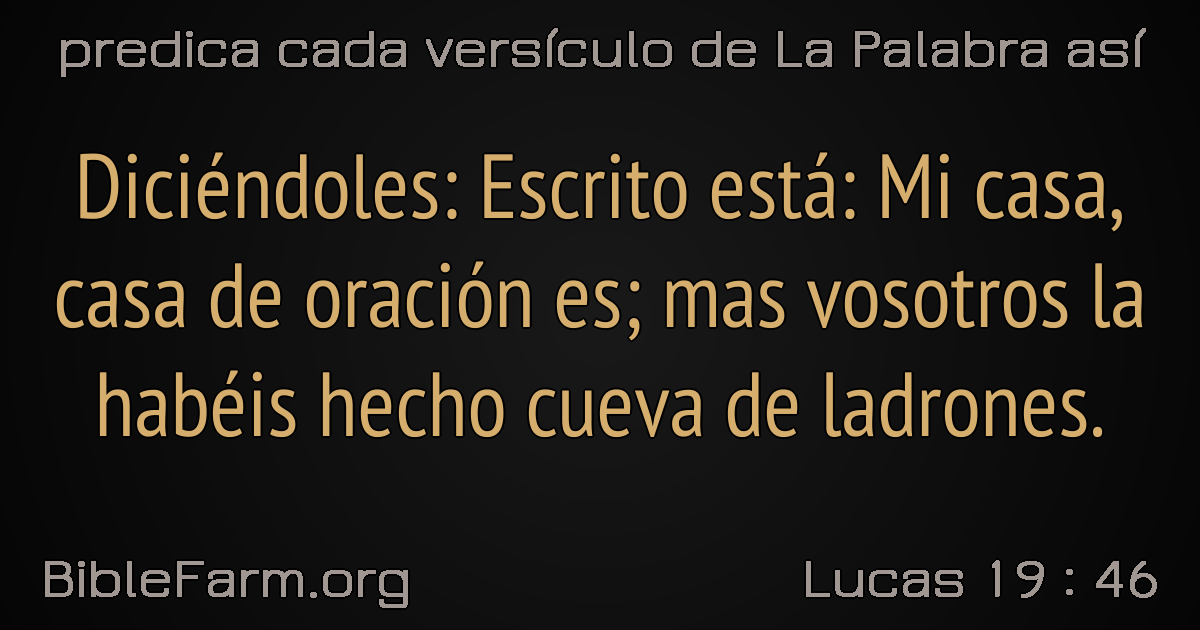 predica cada versículo de La Palabra así
Diciéndoles: Escrito está: Mi casa,
casa de oración es; mas vosotros la
habéis hecho cueva de ladrones.
BibleFarm.org
Lucas 19 : 46